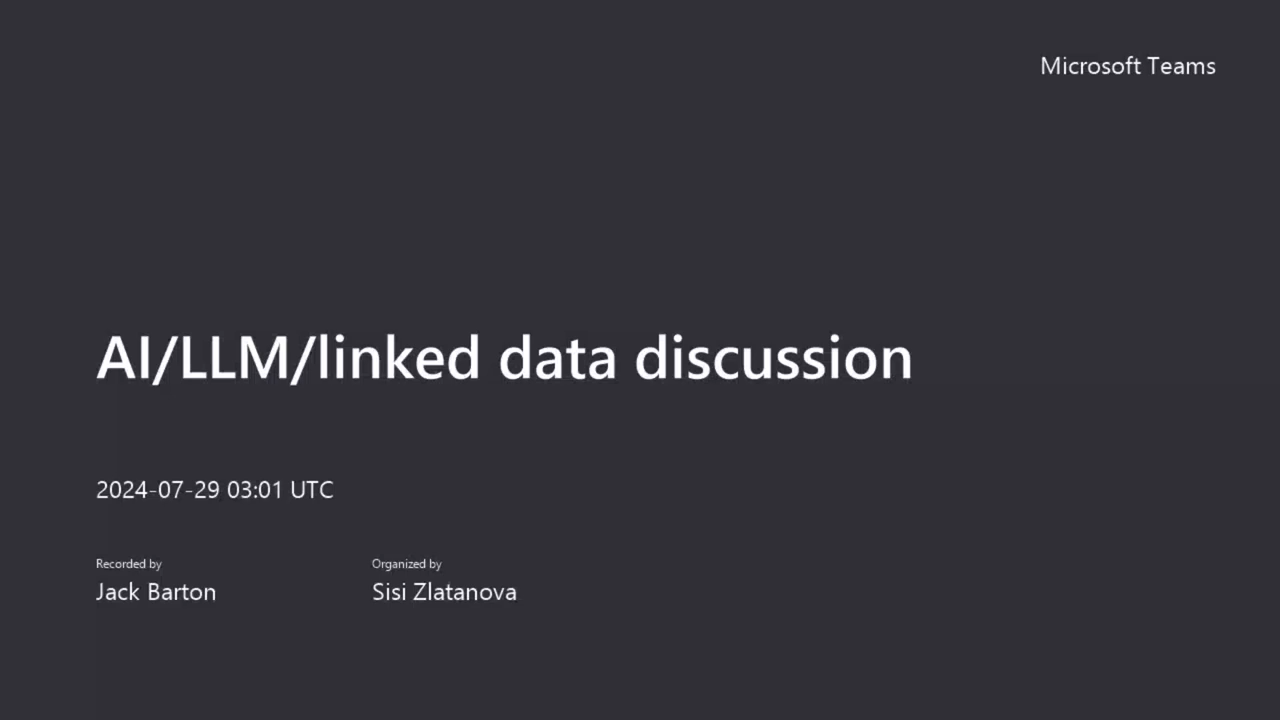 Microsoft Teams
AI/LLM/linked data discussion
2024-07-29 03:01 UTC
Recorded by
Jack Barton
Organized by
Sisi Zlatanova